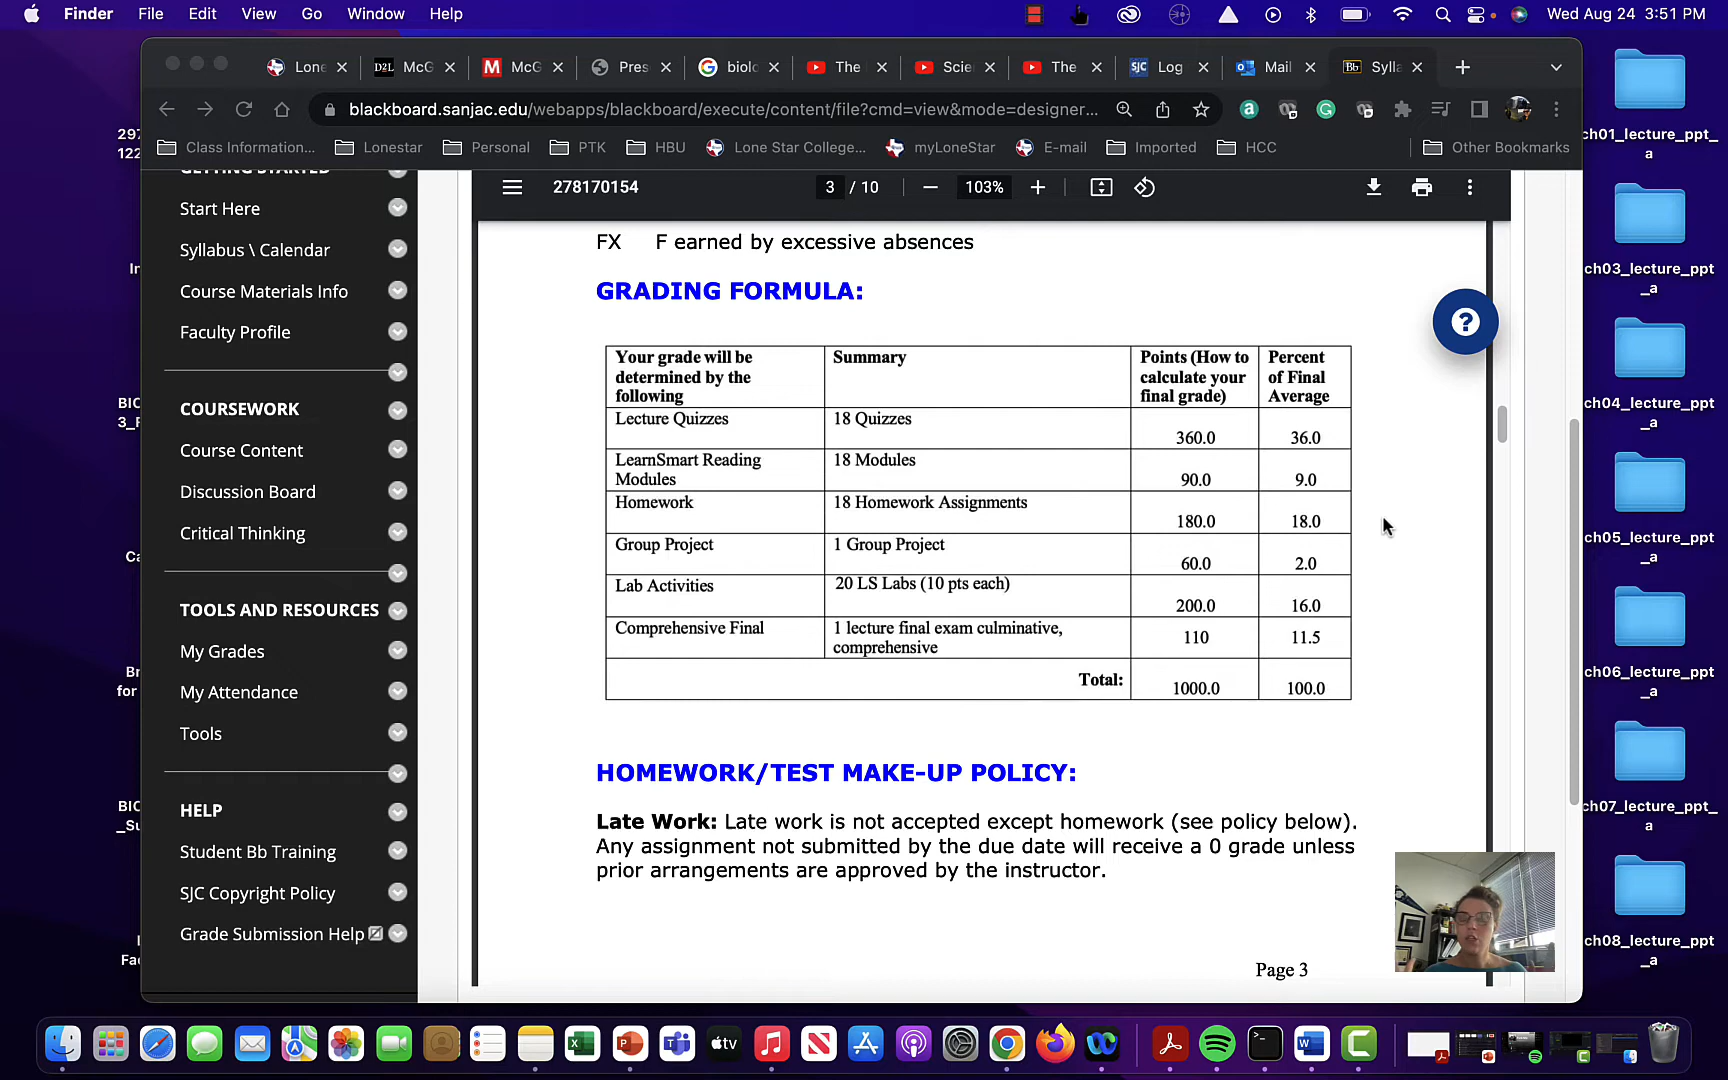 Finder File Edit View Go Window Help Wed Aug 24 3:51 PM
Lone McG McG Pres biolo The Scie The Log Mail Sylla
blackboard.sanjac.edu/webapps/blackboard/execute/content/file?cmd=view&mode=designer...
Class Information... Lonestar Personal PTK HBU Lone Star College... myLoneStar E-mail Imported HCC Other Bookmarks
278170154 3 / 10 103%
GETTING STARTED
Start Here
Syllabus \ Calendar
Course Materials Info
Faculty Profile
COURSEWORK
Course Content
Discussion Board
Critical Thinking
TOOLS AND RESOURCES
My Grades
My Attendance
Tools
HELP
Student Bb Training
SJC Copyright Policy
Grade Submission Help
FX F earned by excessive absences
GRADING FORMULA:
Your grade will be determined by the following Summary Points (How to calculate your final grade) Percent of Final Average
Lecture Quizzes 18 Quizzes 360.0 36.0
LearnSmart Reading Modules 18 Modules 90.0 9.0
Homework 18 Homework Assignments 180.0 18.0
Group Project 1 Group Project 60.0 2.0
Lab Activities 20 LS Labs (10 pts each) 200.0 16.0
Comprehensive Final 1 lecture final exam culminative, comprehensive 110 11.5
Total: 1000.0 100.0
HOMEWORK/TEST MAKE-UP POLICY:
Late Work: Late work is not accepted except homework (see policy below).
Any assignment not submitted by the due date will receive a 0 grade unless
prior arrangements are approved by the instructor.
Page 3
ch01_lecture_ppt_a
ch03_lecture_ppt_a
ch04_lecture_ppt_a
ch05_lecture_ppt_a
ch06_lecture_ppt_a
ch07_lecture_ppt_a
ch08_lecture_ppt_a
tv